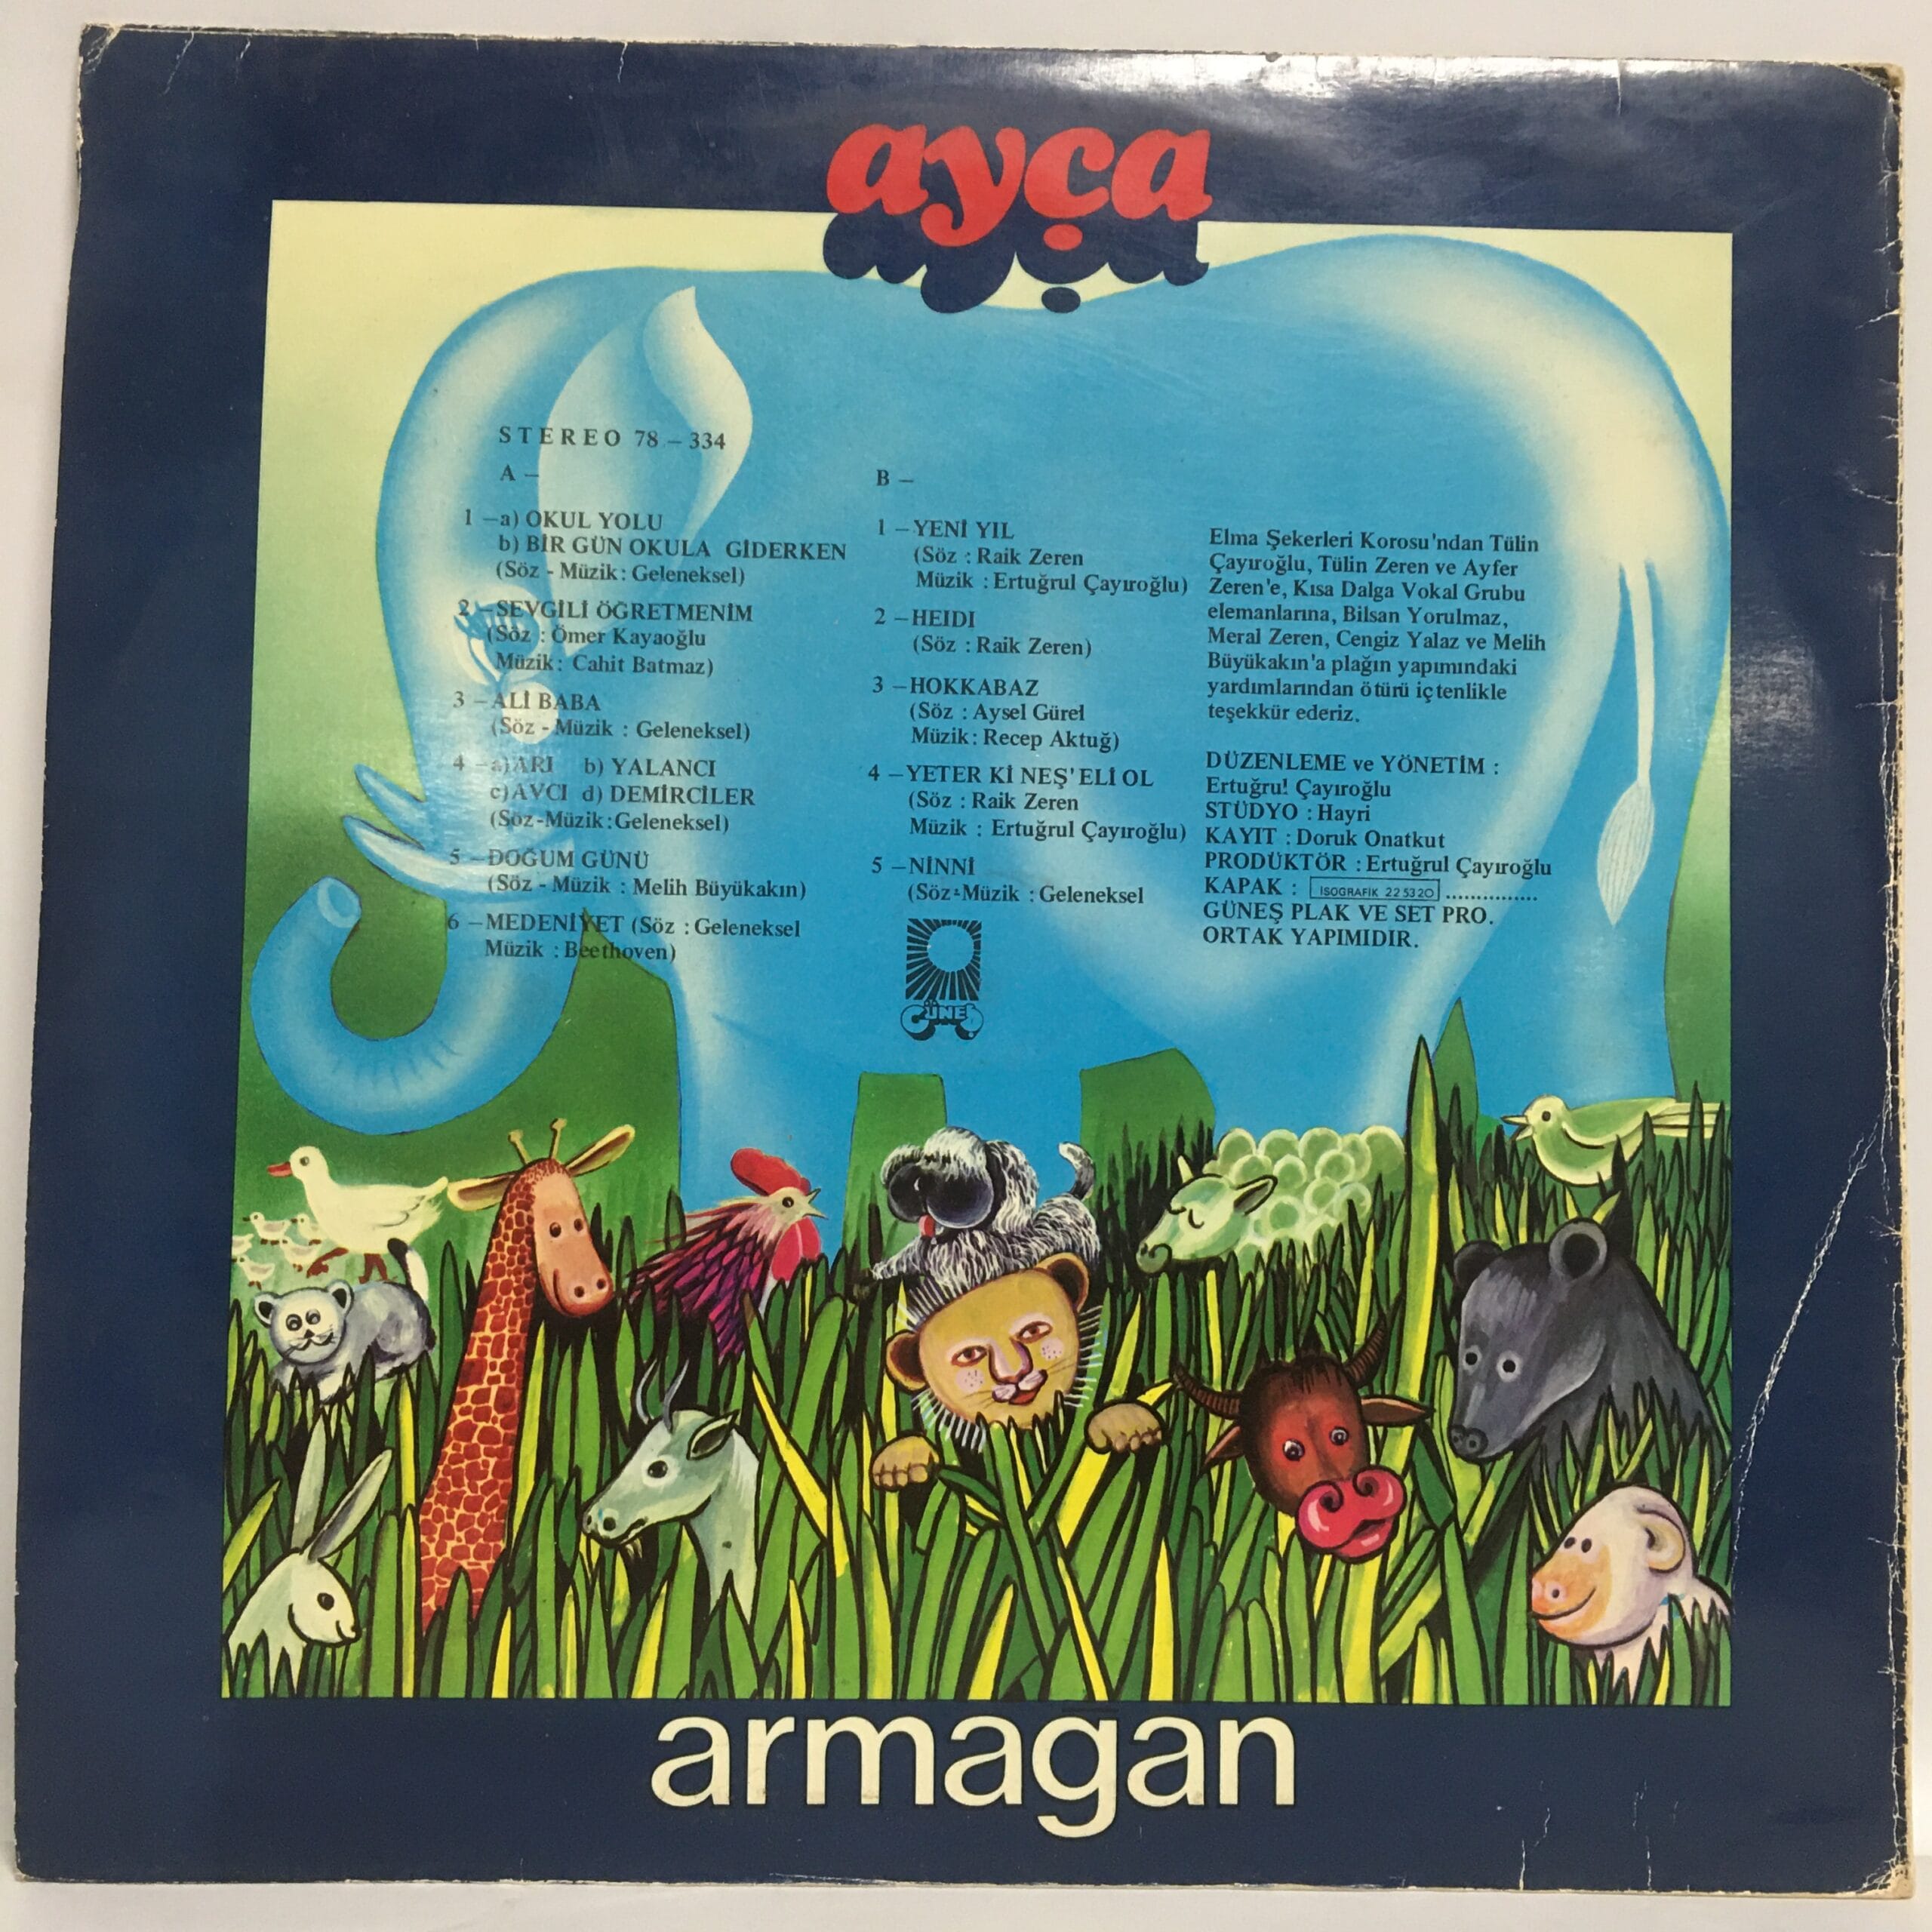 ayça
STEREO 78 – 334
A –
1 – a) OKUL YOLU
b) BİR GÜN OKULA GİDERKEN
(Söz - Müzik : Geleneksel)
2 – SEVGİLİ ÖĞRETMENİM
(Söz : Ömer Kayaoğlu
Müzik : Cahit Batmaz)
3 – ALİ BABA
(Söz - Müzik : Geleneksel)
4 – a) ARI b) YALANCI
c) AVCI d) DEMİRCİLER
(Söz-Müzik : Geleneksel)
5 – DOĞUM GÜNÜ
(Söz - Müzik : Melih Büyükakın)
6 – MEDENİYET (Söz : Geleneksel
Müzik : Beethoven)
B –
1 – YENİ YIL
(Söz : Raik Zeren
Müzik : Ertuğrul Çayıroğlu)
2 – HEIDI
(Söz : Raik Zeren)
3 – HOKKABAZ
(Söz : Aysel Gürel
Müzik : Recep Aktuğ)
4 – YETER Kİ NEŞ'ELİ OL
(Söz : Raik Zeren
Müzik : Ertuğrul Çayıroğlu)
5 – NİNNİ
(Söz-Müzik : Geleneksel
GÜNEŞ
Elma Şekerleri Korosu'ndan Tülin
Çayıroğlu, Tülin Zeren ve Ayfer
Zeren'e, Kısa Dalga Vokal Grubu
elemanlarına, Bilsan Yorulmaz,
Meral Zeren, Cengiz Yalaz ve Melih
Büyükakın'a plağın yapımındaki
yardımlarından ötürü içtenlikle
teşekkür ederiz.
DÜZENLEME ve YÖNETİM :
Ertuğru! Çayıroğlu
STÜDYO : Hayri
KAYIT : Doruk Onatkut
PRODÜKTÖR : Ertuğrul Çayıroğlu
KAPAK : ISOGRAFIK 22 53 20 ...............
GÜNEŞ PLAK VE SET PRO.
ORTAK YAPIMIDIR.
armagan